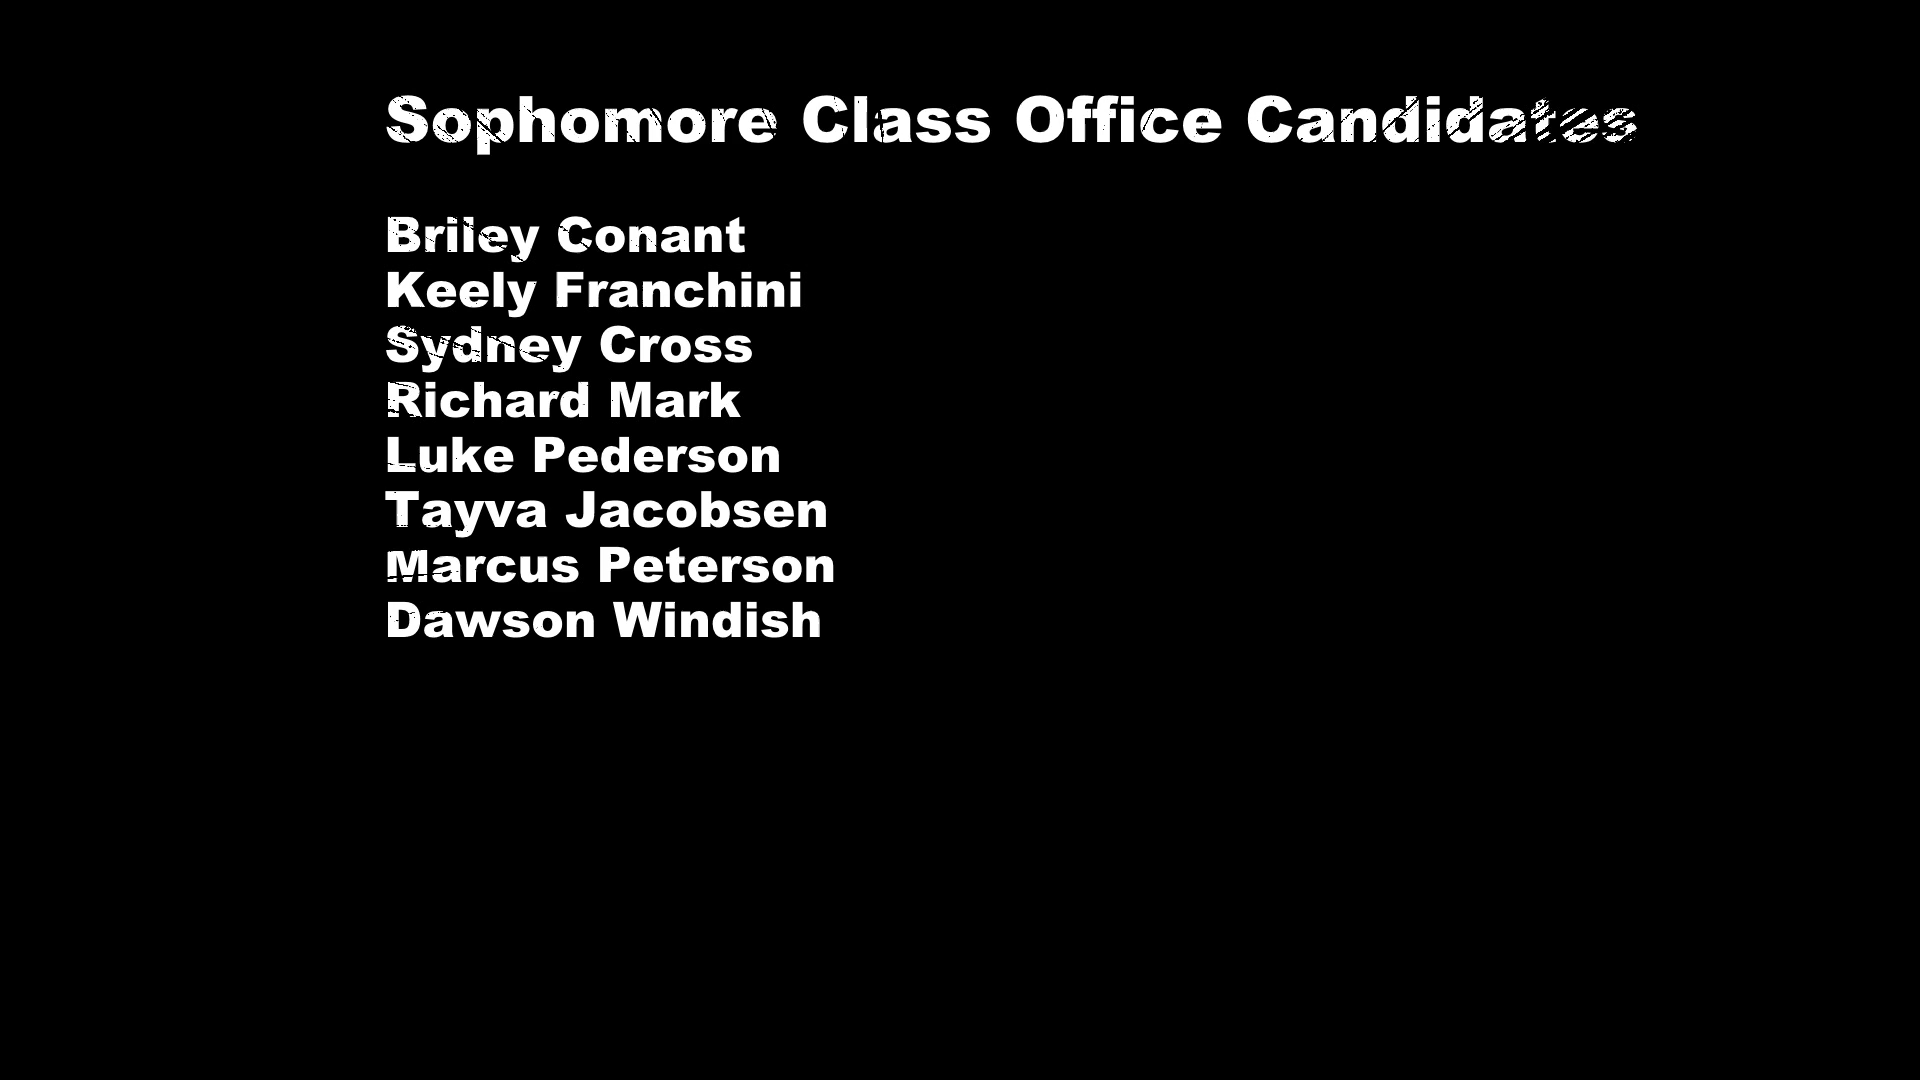 Sophomore Class Office Candidates
Briley Conant
Keely Franchini
Sydney Cross
Richard Mark
Luke Pederson
Tayva Jacobsen
Marcus Peterson
Dawson Windish